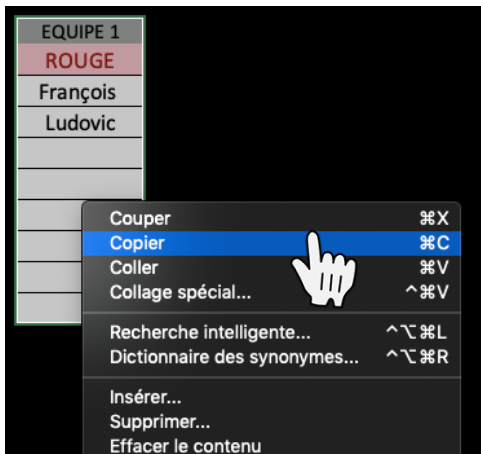 EQUIPE 1
ROUGE
François
Ludovic
Couper ⌘X
Copier ⌘C
Coller ⌘V
Collage spécial... ^⌘V
Recherche intelligente... ^⌥⌘L
Dictionnaire des synonymes... ^⌥⌘R
Insérer...
Supprimer...
Effacer le contenu